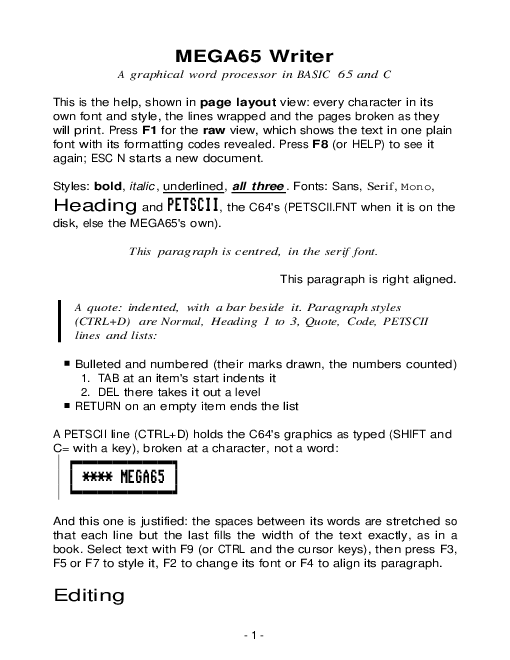 MEGA65 Writer
A graphical word processor in BASIC 65 and C
This is the help, shown in page layout view: every character in its
own font and style, the lines wrapped and the pages broken as they
will print. Press F1 for the raw view, which shows the text in one plain
font with its formatting codes revealed. Press F8 (or HELP) to see it
again; ESC N starts a new document.
Styles: bold, italic, underlined, all three. Fonts: Sans, Serif, Mono,
Heading and PETSCII, the C64's (PETSCII.FNT when it is on the
disk, else the MEGA65's own).
This paragraph is centred, in the serif font.
This paragraph is right aligned.
A quote: indented, with a bar beside it. Paragraph styles
(CTRL+D) are Normal, Heading 1 to 3, Quote, Code, PETSCII
lines and lists:
■ Bulleted and numbered (their marks drawn, the numbers counted)
1. TAB at an item's start indents it
2. DEL there takes it out a level
■ RETURN on an empty item ends the list
A PETSCII line (CTRL+D) holds the C64's graphics as typed (SHIFT and
C= with a key), broken at a character, not a word:
**** MEGA65
And this one is justified: the spaces between its words are stretched so
that each line but the last fills the width of the text exactly, as in a
book. Select text with F9 (or CTRL and the cursor keys), then press F3,
F5 or F7 to style it, F2 to change its font or F4 to align its paragraph.
Editing
- 1 -